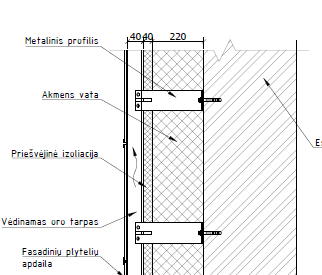 40 40 220
Metalinis profilis
Akmens vata
Priešvėjinė izoliacija
Vėdinamas oro tarpas
Fasadinių plytelių
apdaila